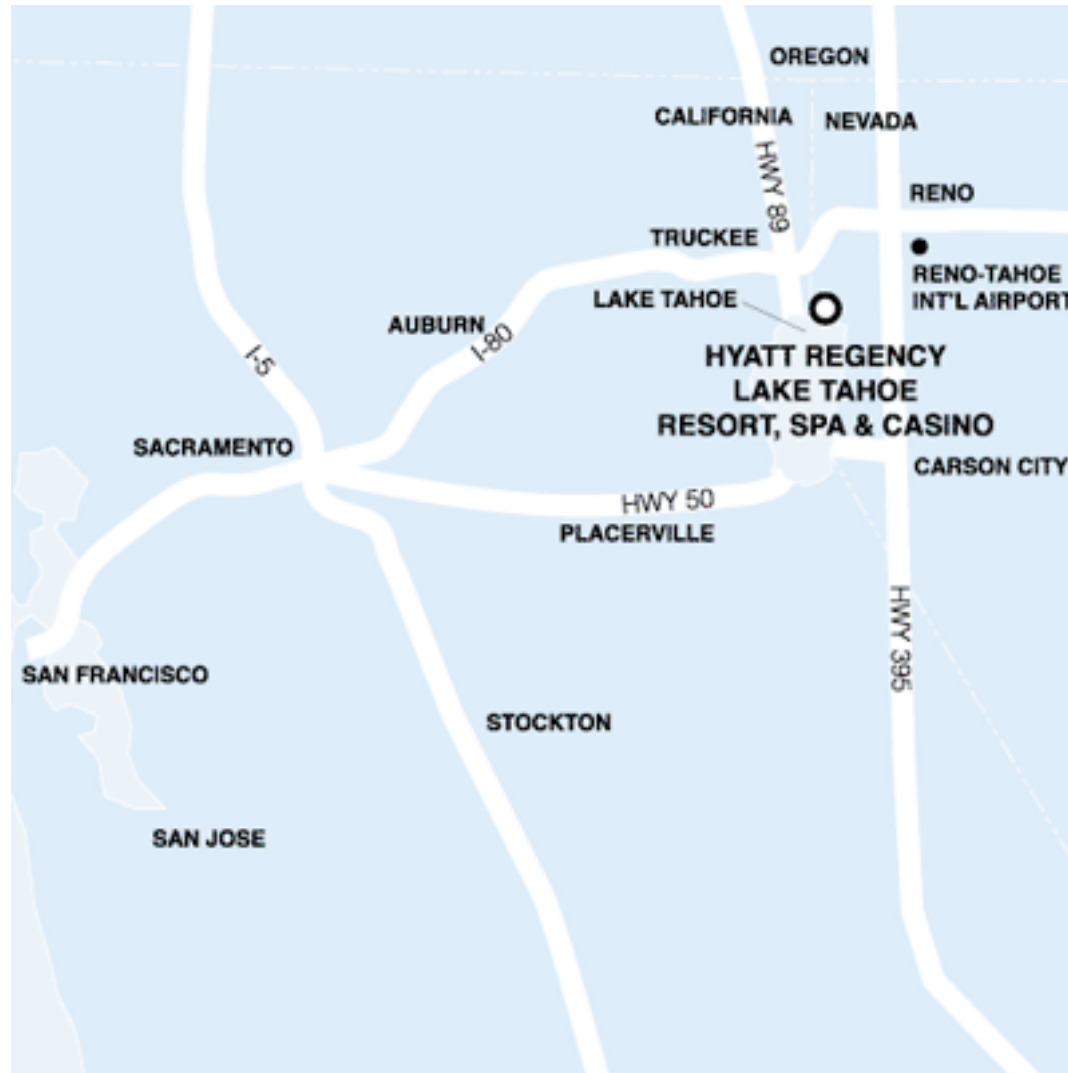 OREGON
CALIFORNIA
NEVADA
HWY 89
RENO
TRUCKEE
RENO-TAHOE
INT'L AIRPORT
LAKE TAHOE
AUBURN
I-80
I-5
HYATT REGENCY
LAKE TAHOE
RESORT, SPA & CASINO
SACRAMENTO
CARSON CITY
HWY 50
PLACERVILLE
HWY 395
SAN FRANCISCO
STOCKTON
SAN JOSE